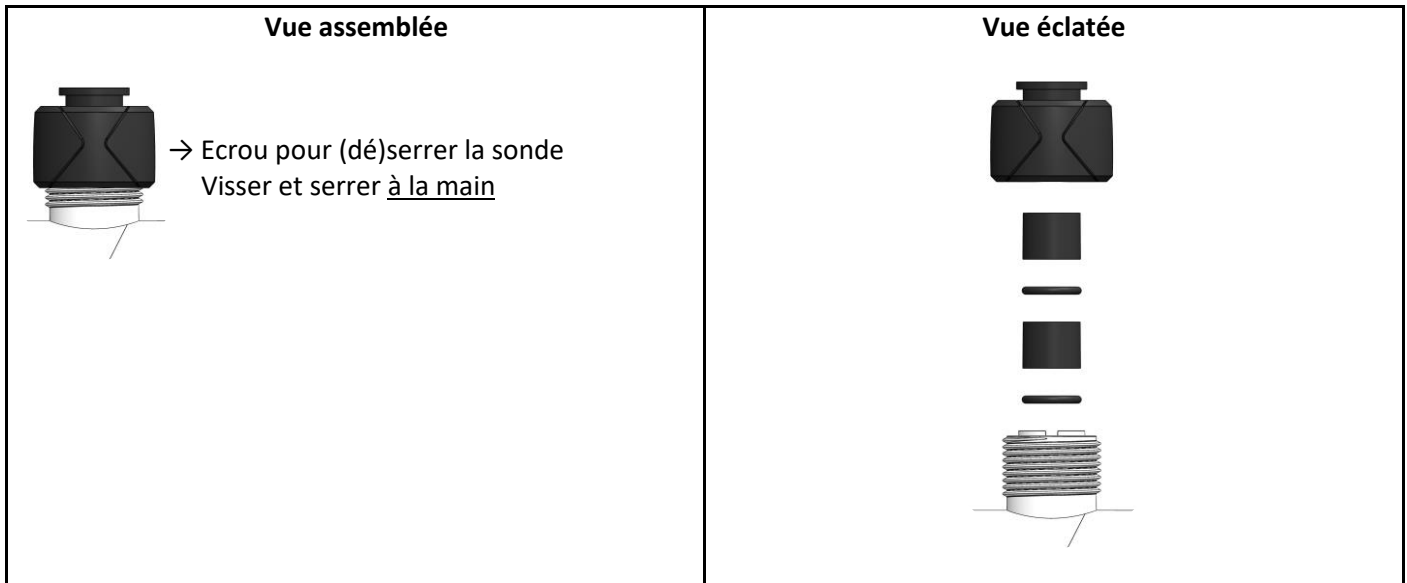 Vue assemblée
Vue éclatée
→ Ecrou pour (dé)serrer la sonde
Visser et serrer à la main